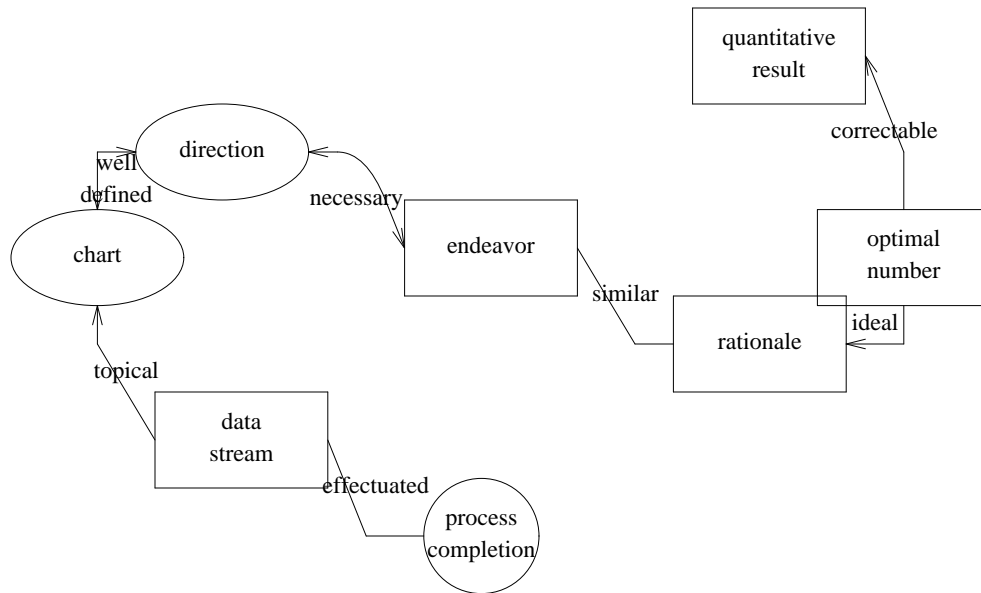 quantitative
result
correctable
direction
well
defined
necessary
chart
endeavor
optimal
number
similar
ideal
rationale
topical
data
stream
effectuated
process
completion